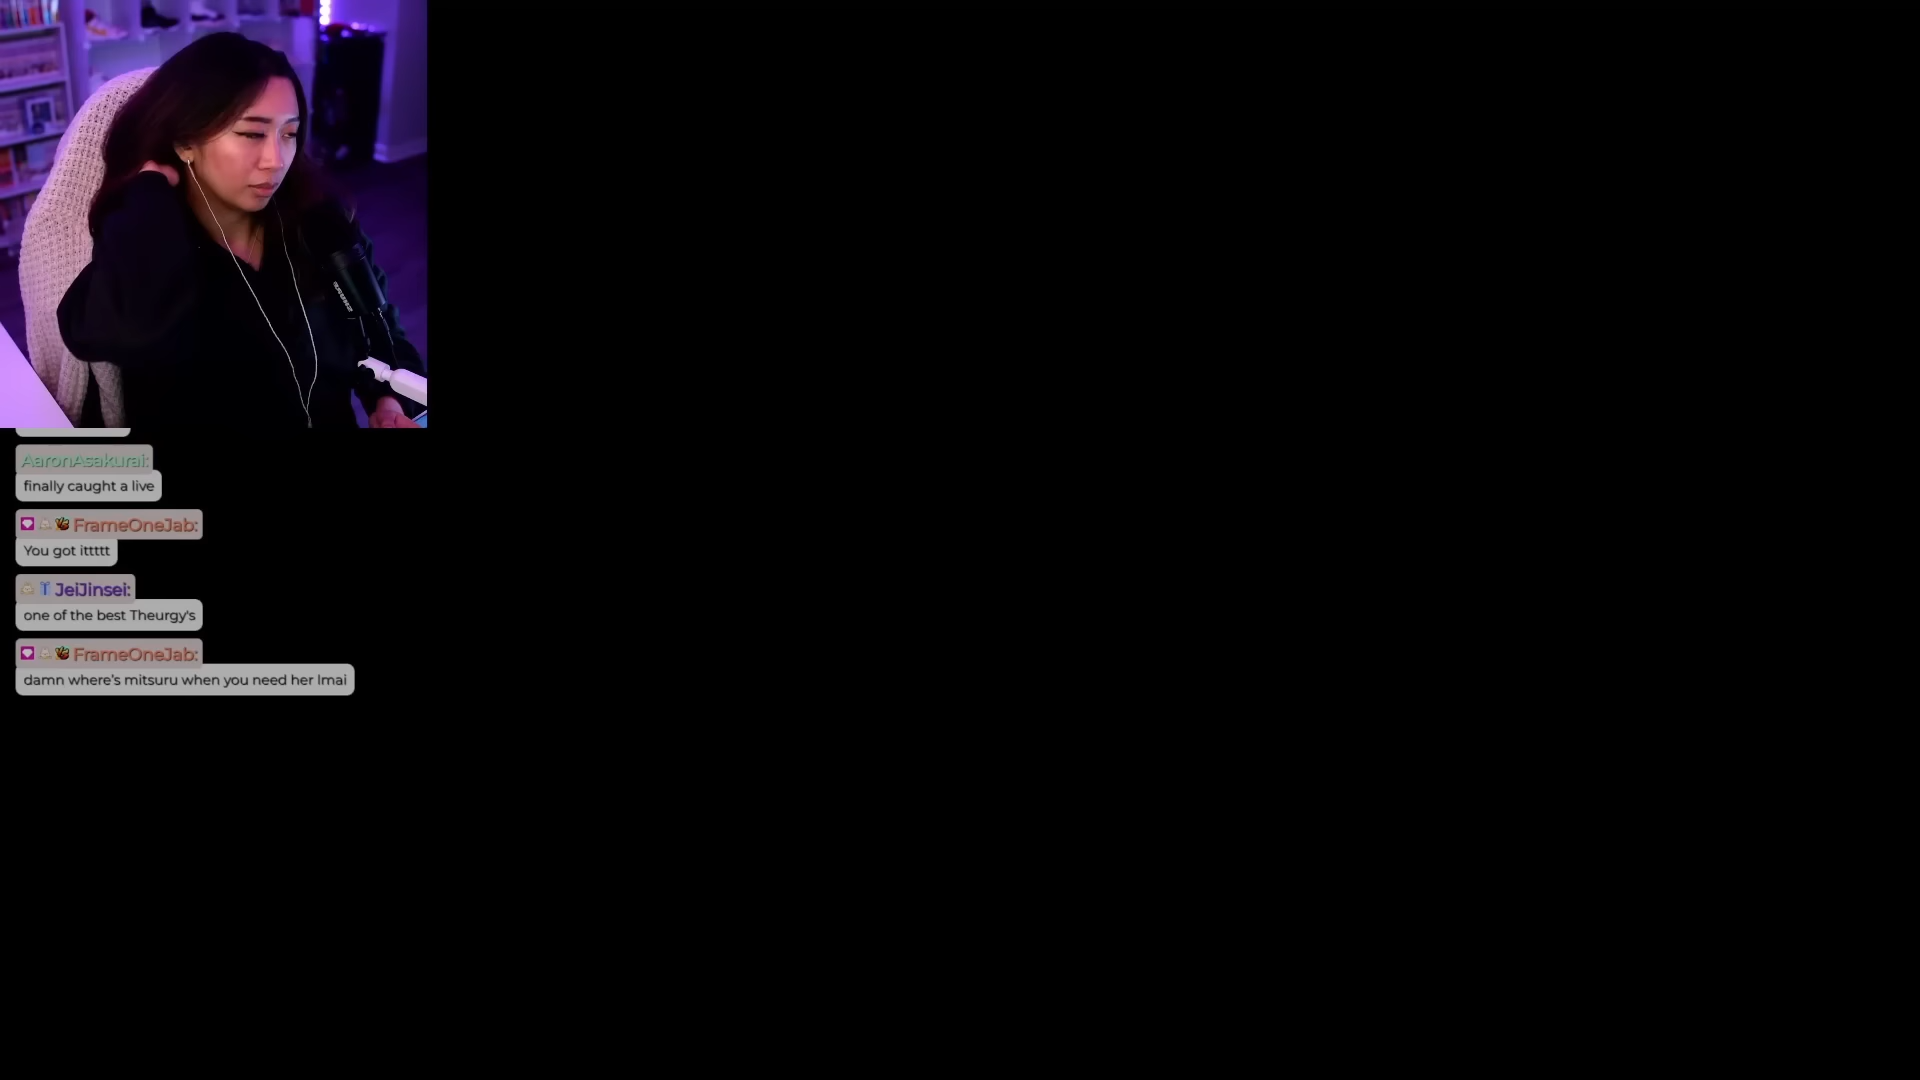 AaronAsakurai:
finally caught a live
FrameOneJab:
You got ittttt
JeiJinsei:
one of the best Theurgy's
FrameOneJab:
damn where's mitsuru when you need her lmai